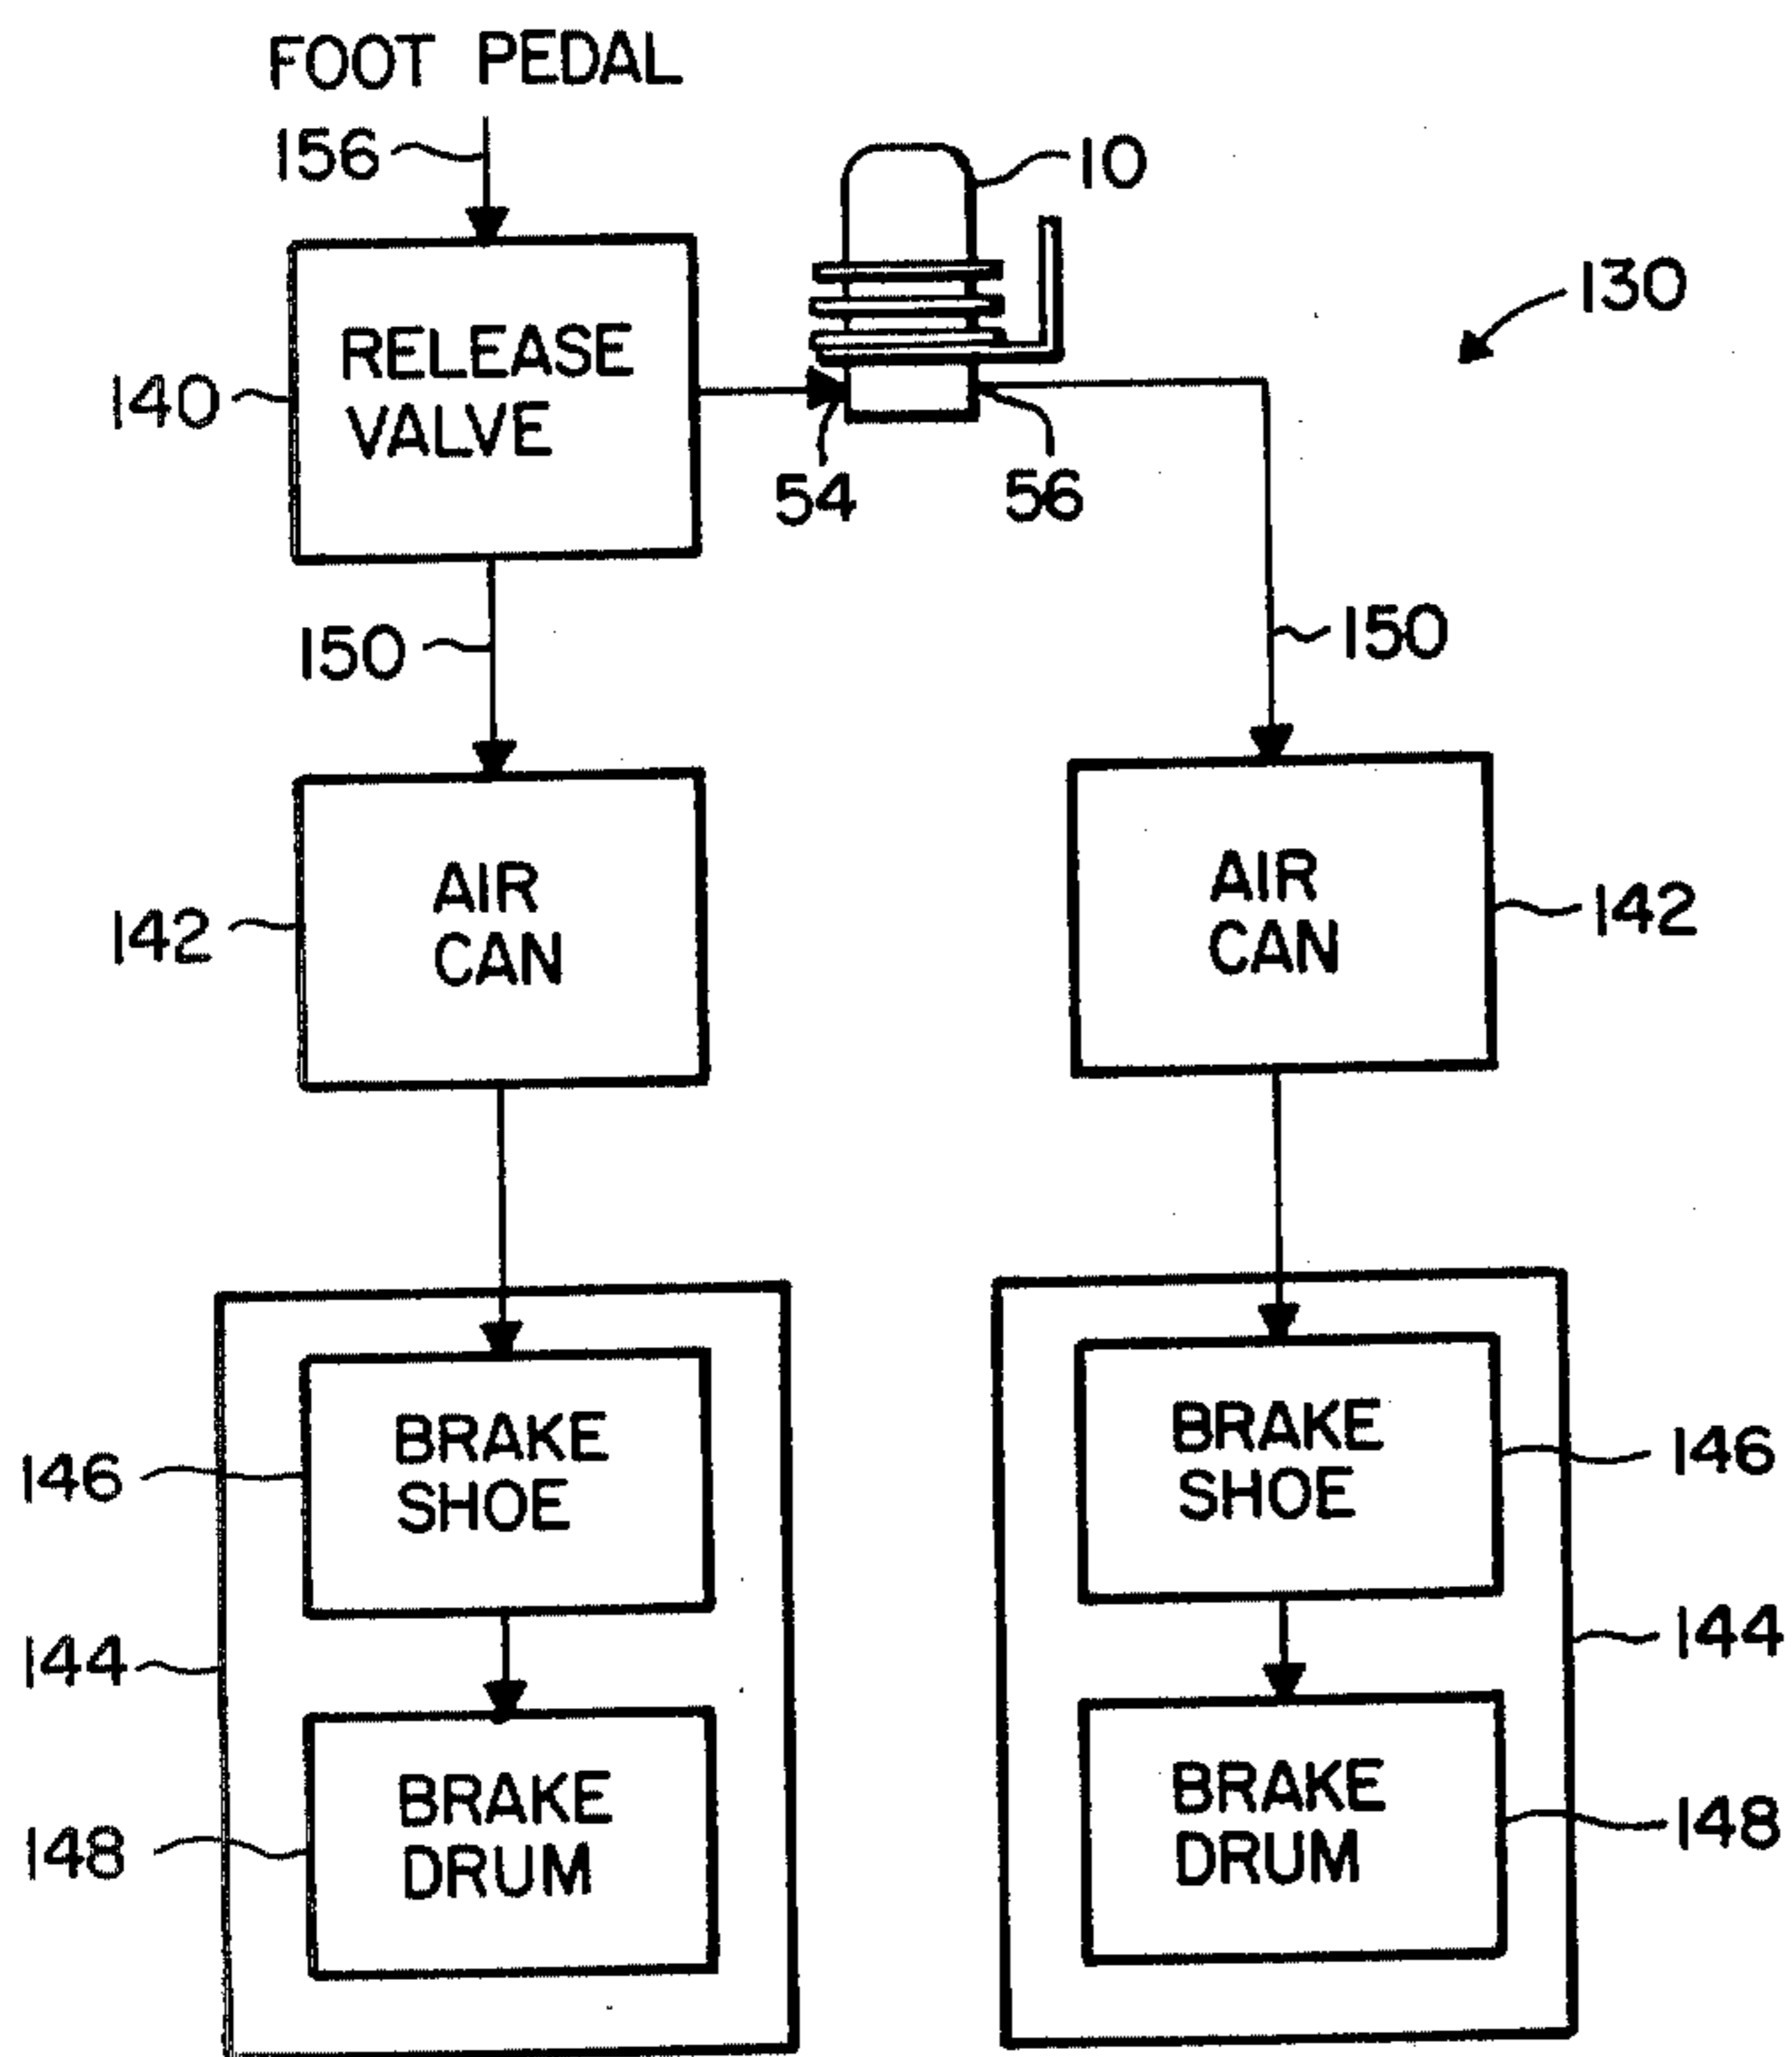 FOOT PEDAL
156
10
130
RELEASE
VALVE
140
54
56
150
150
AIR
CAN
142
AIR
CAN
142
BRAKE
SHOE
146
BRAKE
SHOE
146
144
144
BRAKE
DRUM
148
BRAKE
DRUM
148